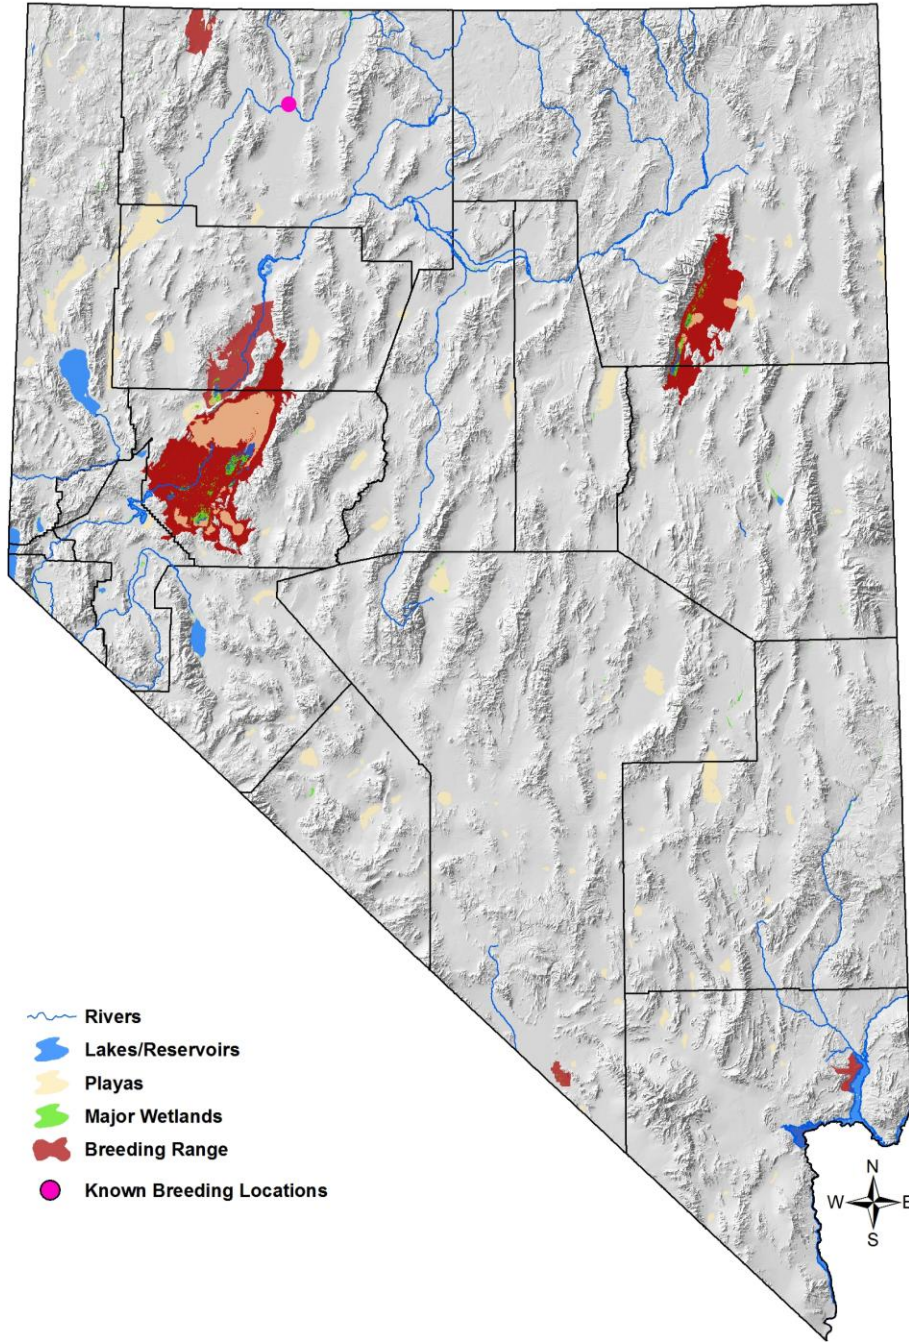 Rivers
Lakes/Reservoirs
Playas
Major Wetlands
Breeding Range
Known Breeding Locations
N
W E
S